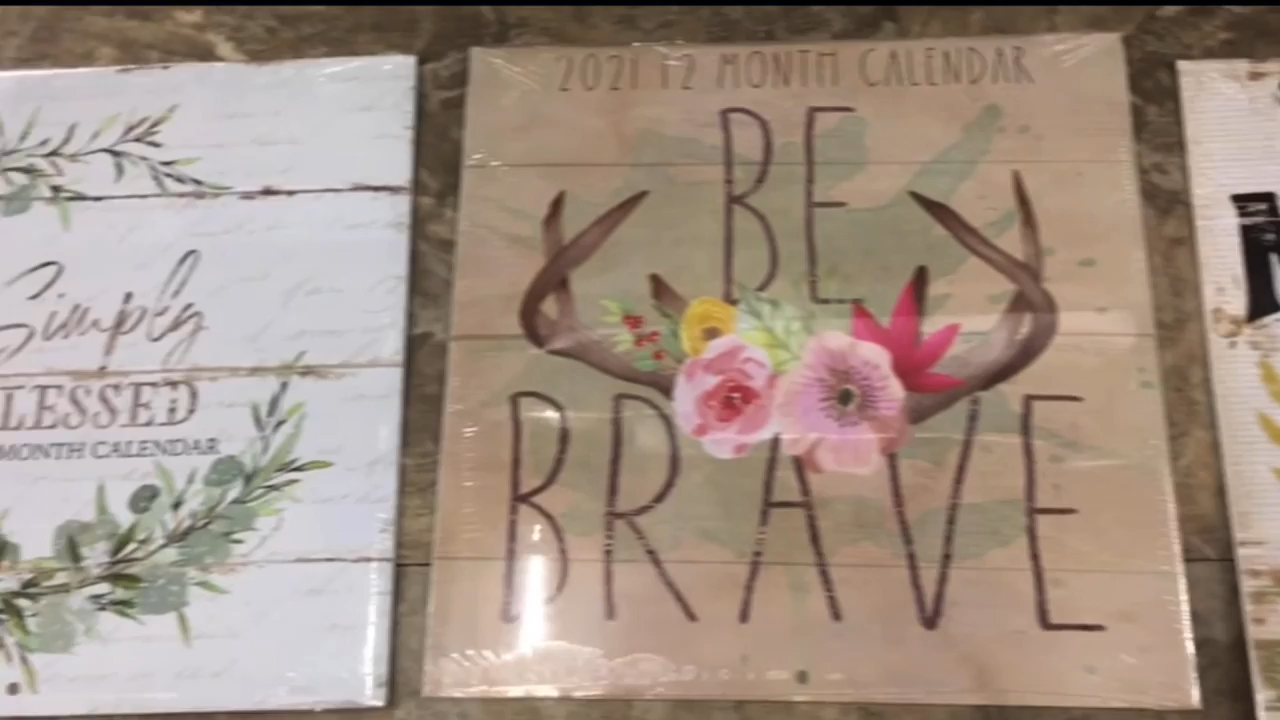 Simply
LESSED
MONTH CALENDAR
2021 12 MONTH CALENDAR
BE
BRAVE